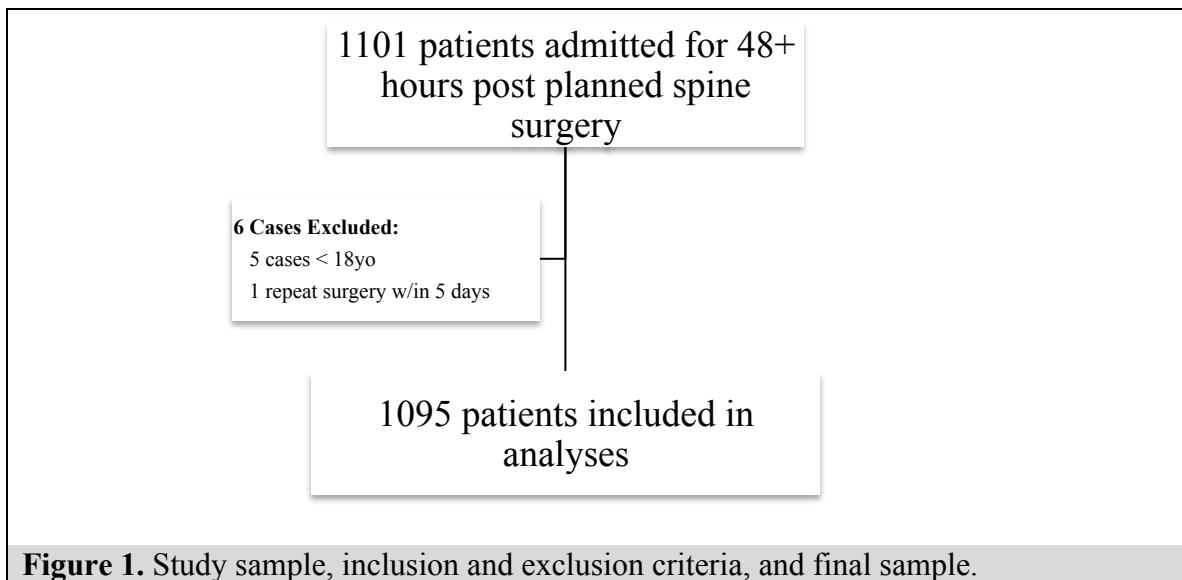 1101 patients admitted for 48+
hours post planned spine
surgery
6 Cases Excluded:
5 cases < 18yo
1 repeat surgery w/in 5 days
1095 patients included in
analyses
Figure 1. Study sample, inclusion and exclusion criteria, and final sample.